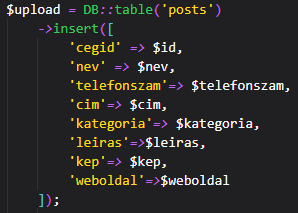 $upload = DB::table('posts')
->insert([
'cegid' => $id,
'nev' => $nev,
'telefonszam'=> $telefonszam,
'cim'=> $cim,
'kategoria'=> $kategoria,
'leiras'=>$leiras,
'kep'=> $kep,
'weboldal'=>$weboldal
]);